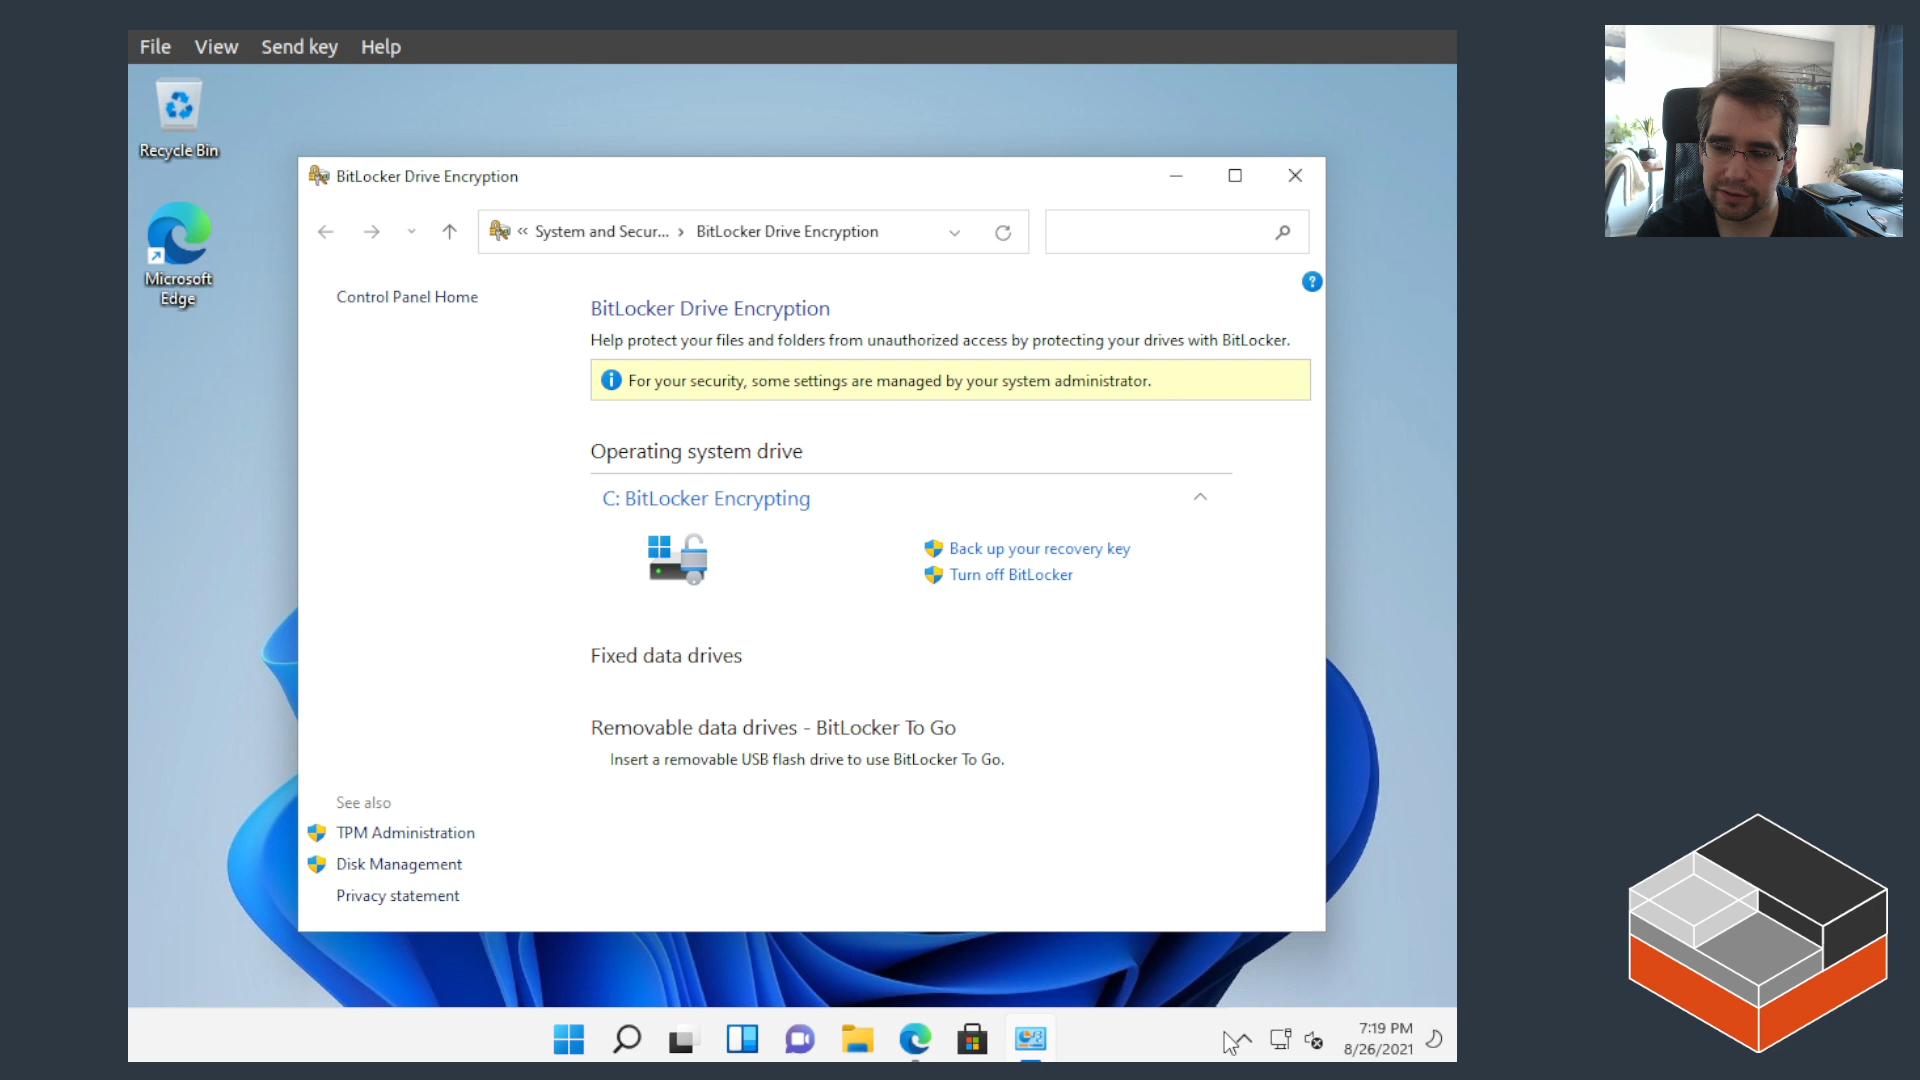 File View Send key Help
Recycle Bin
Microsoft
Edge
BitLocker Drive Encryption
« System and Secur... › BitLocker Drive Encryption
Control Panel Home
BitLocker Drive Encryption
Help protect your files and folders from unauthorized access by protecting your drives with BitLocker.
For your security, some settings are managed by your system administrator.
Operating system drive
C: BitLocker Encrypting
Back up your recovery key
Turn off BitLocker
Fixed data drives
Removable data drives - BitLocker To Go
Insert a removable USB flash drive to use BitLocker To Go.
See also
TPM Administration
Disk Management
Privacy statement
7:19 PM
8/26/2021